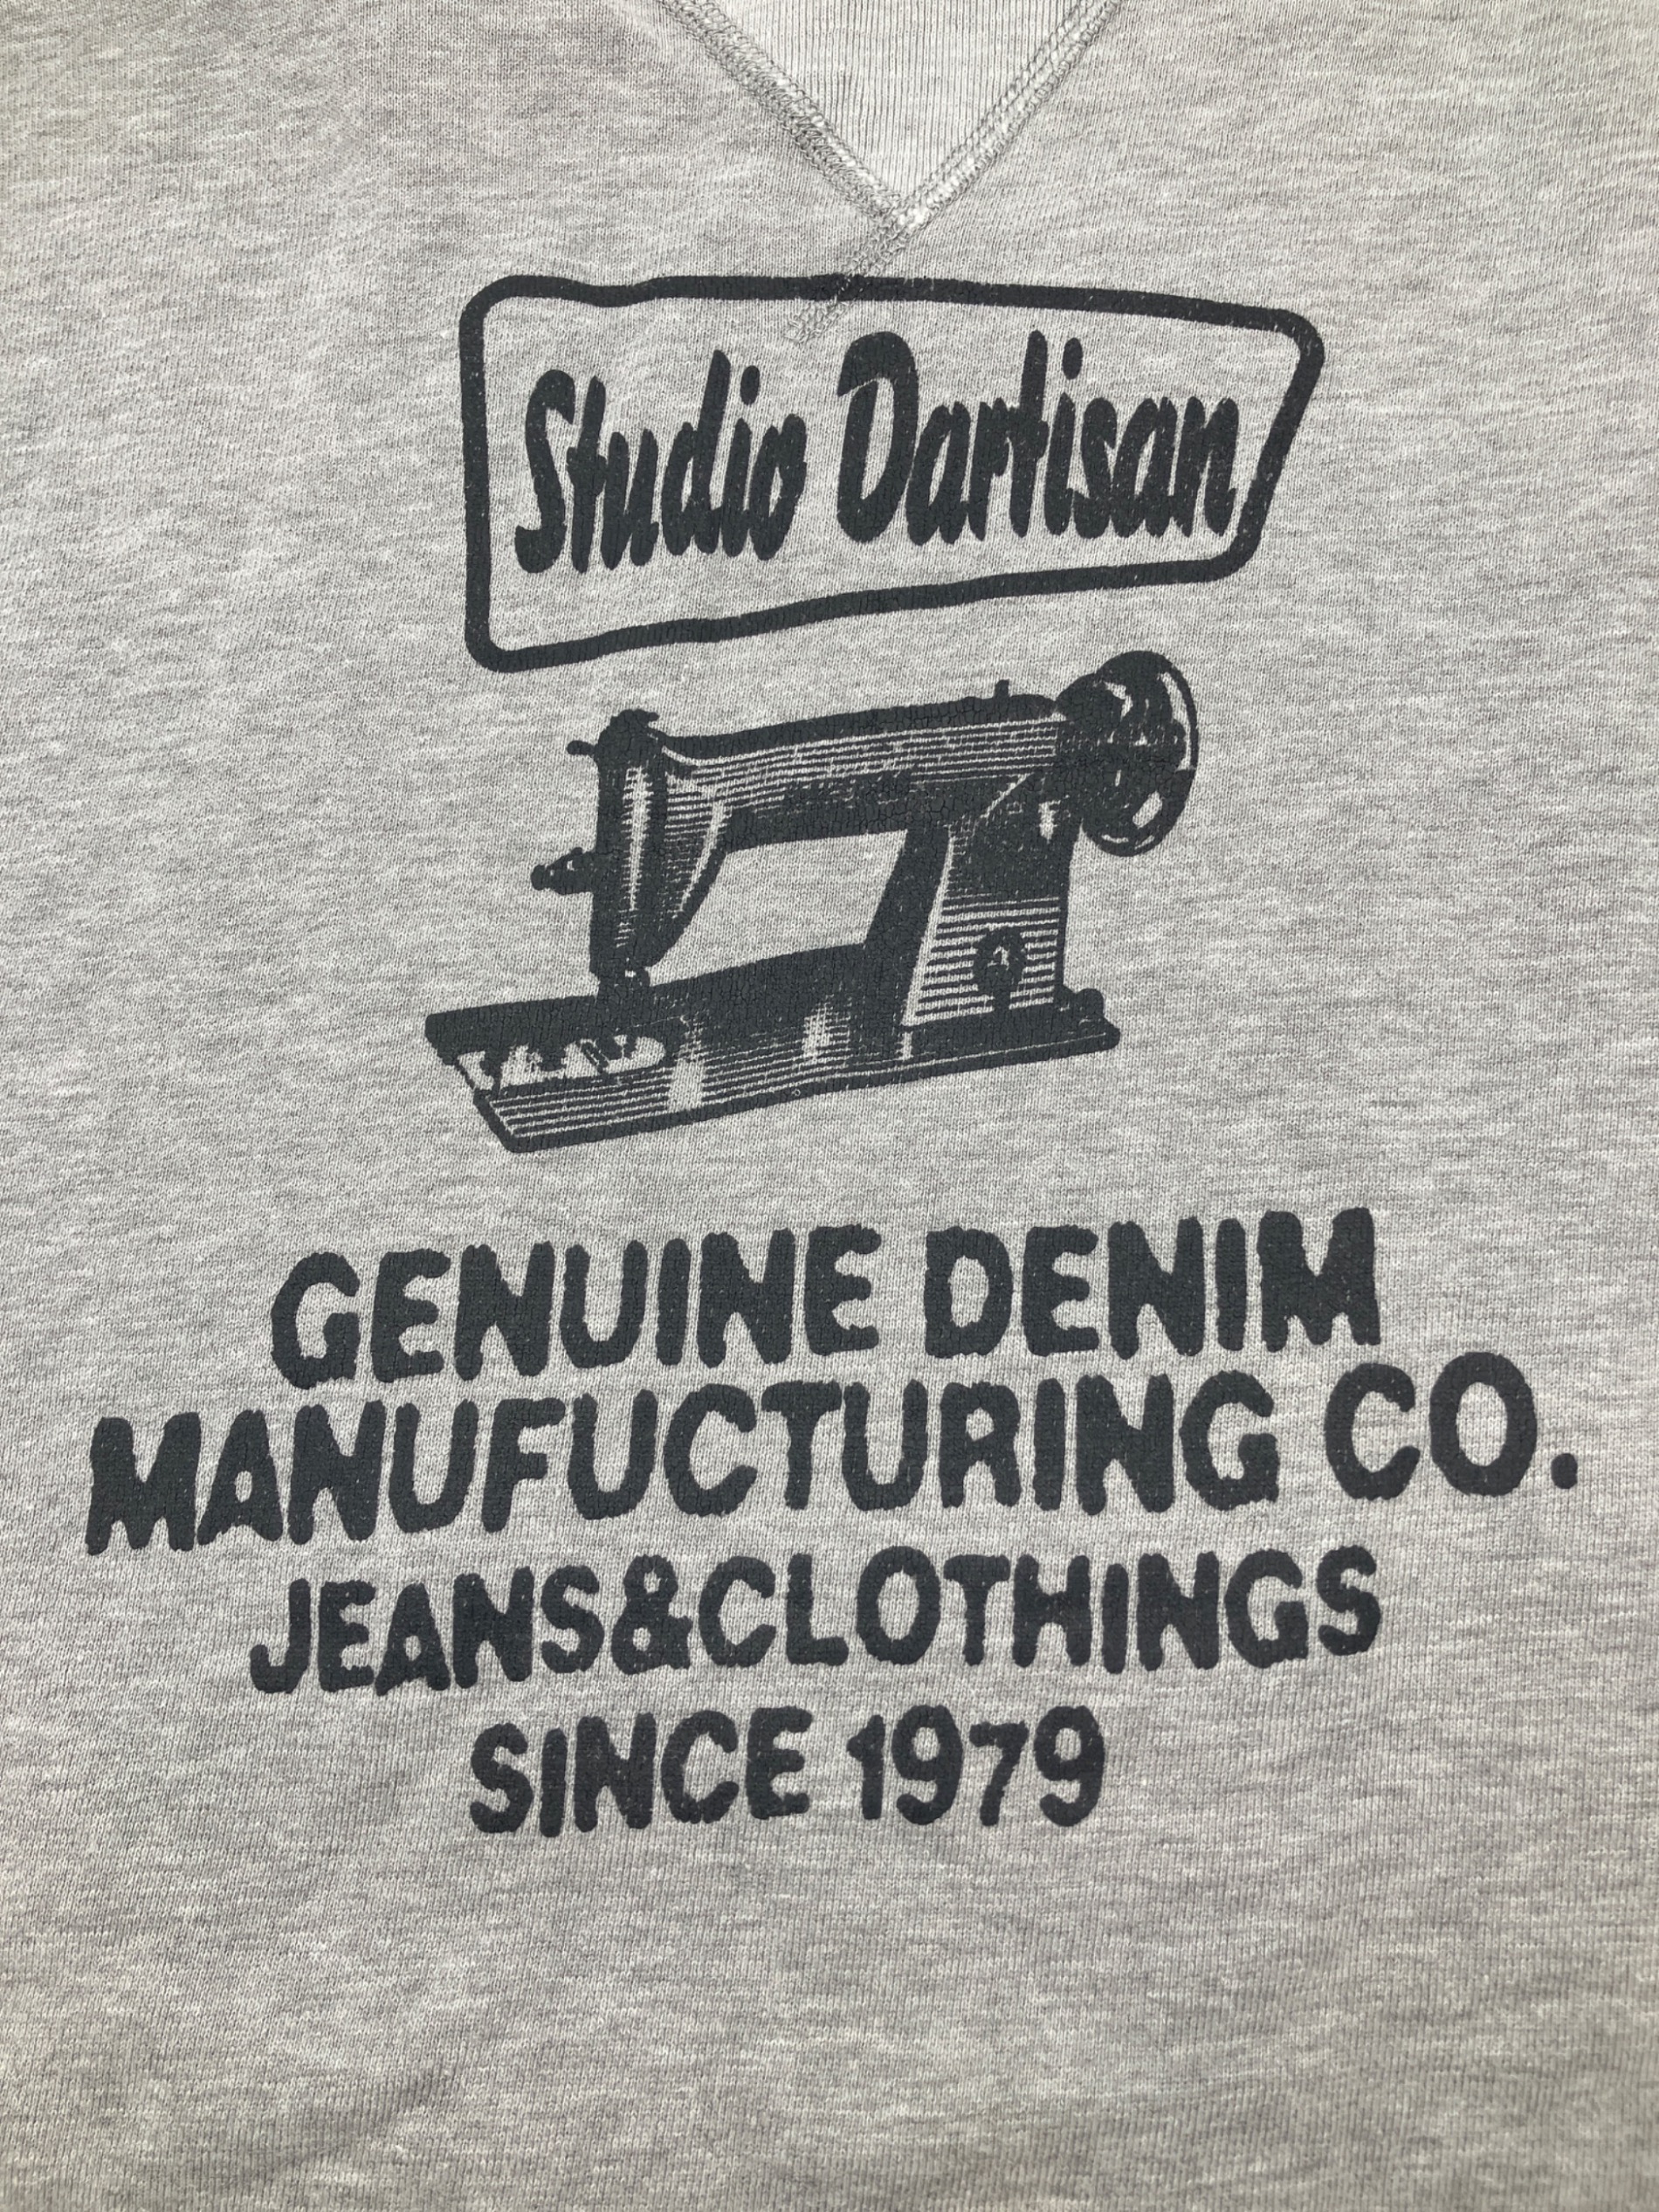 Studio Dartisan
GENUINE DENIM
MANUFUCTURING CO.
JEANS&CLOTHINGS
SINCE 1979